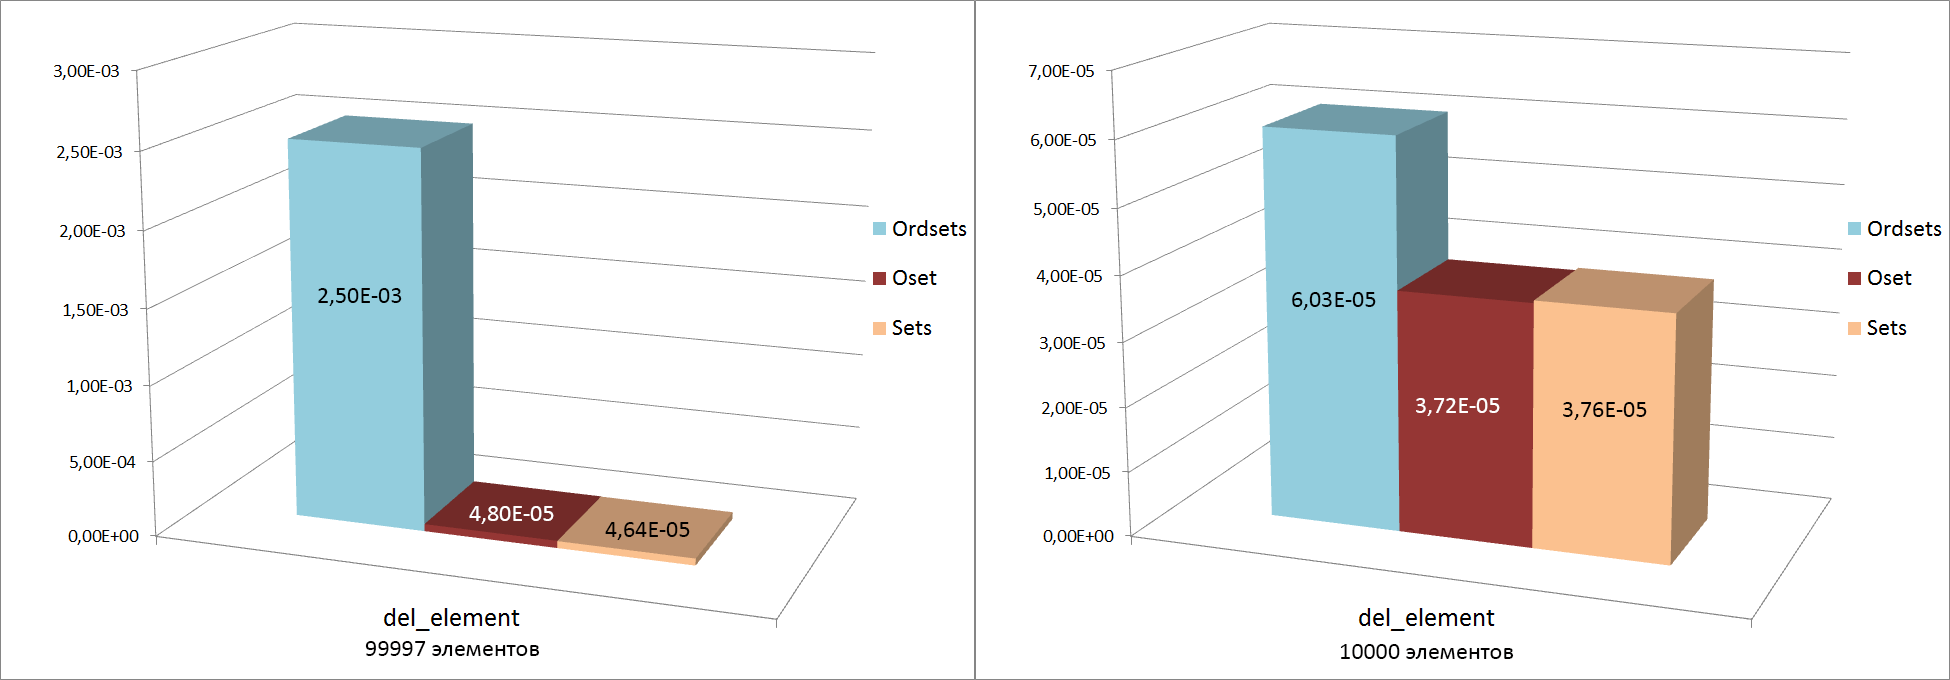 3,00E-03
2,50E-03
2,00E-03
1,50E-03
1,00E-03
5,00E-04
0,00E+00
2,50E-03
4,80E-05
4,64E-05
Ordsets
Oset
Sets
del_element
99997 элементов
7,00E-05
6,00E-05
5,00E-05
4,00E-05
3,00E-05
2,00E-05
1,00E-05
0,00E+00
6,03E-05
3,72E-05
3,76E-05
Ordsets
Oset
Sets
del_element
10000 элементов